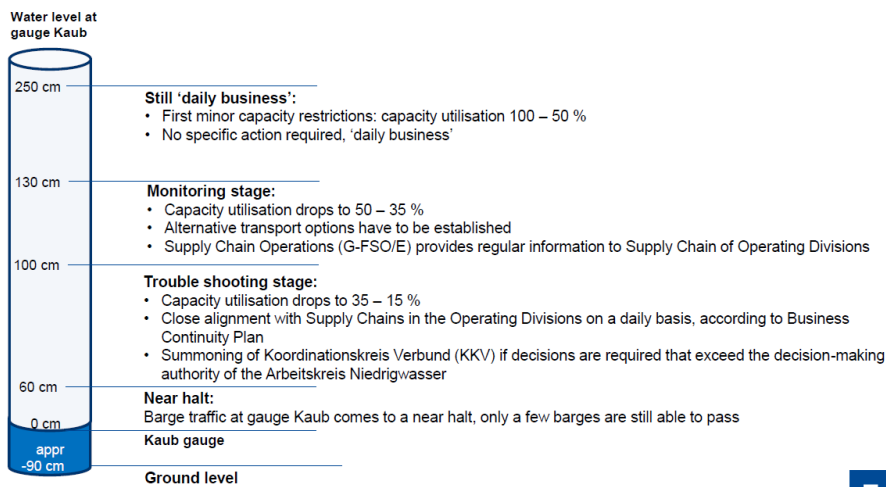 Water level at
gauge Kaub
250 cm
Still ‘daily business’:
• First minor capacity restrictions: capacity utilisation 100 – 50 %
• No specific action required, ‘daily business’
130 cm
Monitoring stage:
• Capacity utilisation drops to 50 – 35 %
• Alternative transport options have to be established
• Supply Chain Operations (G-FSO/E) provides regular information to Supply Chain of Operating Divisions
100 cm
Trouble shooting stage:
• Capacity utilisation drops to 35 – 15 %
• Close alignment with Supply Chains in the Operating Divisions on a daily basis, according to Business
Continuity Plan
• Summoning of Koordinationskreis Verbund (KKV) if decisions are required that exceed the decision-making
authority of the Arbeitskreis Niedrigwasser
60 cm
Near halt:
Barge traffic at gauge Kaub comes to a near halt, only a few barges are still able to pass
0 cm
Kaub gauge
appr
-90 cm
Ground level